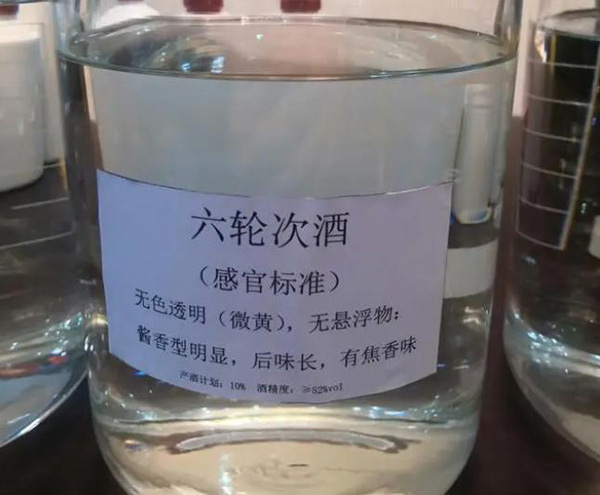 六轮次酒
（感官标准）
无色透明（微黄），无悬浮物；
酱香型明显，后味长，有焦香味
产酒计划：10% 酒精度：≥52%vol